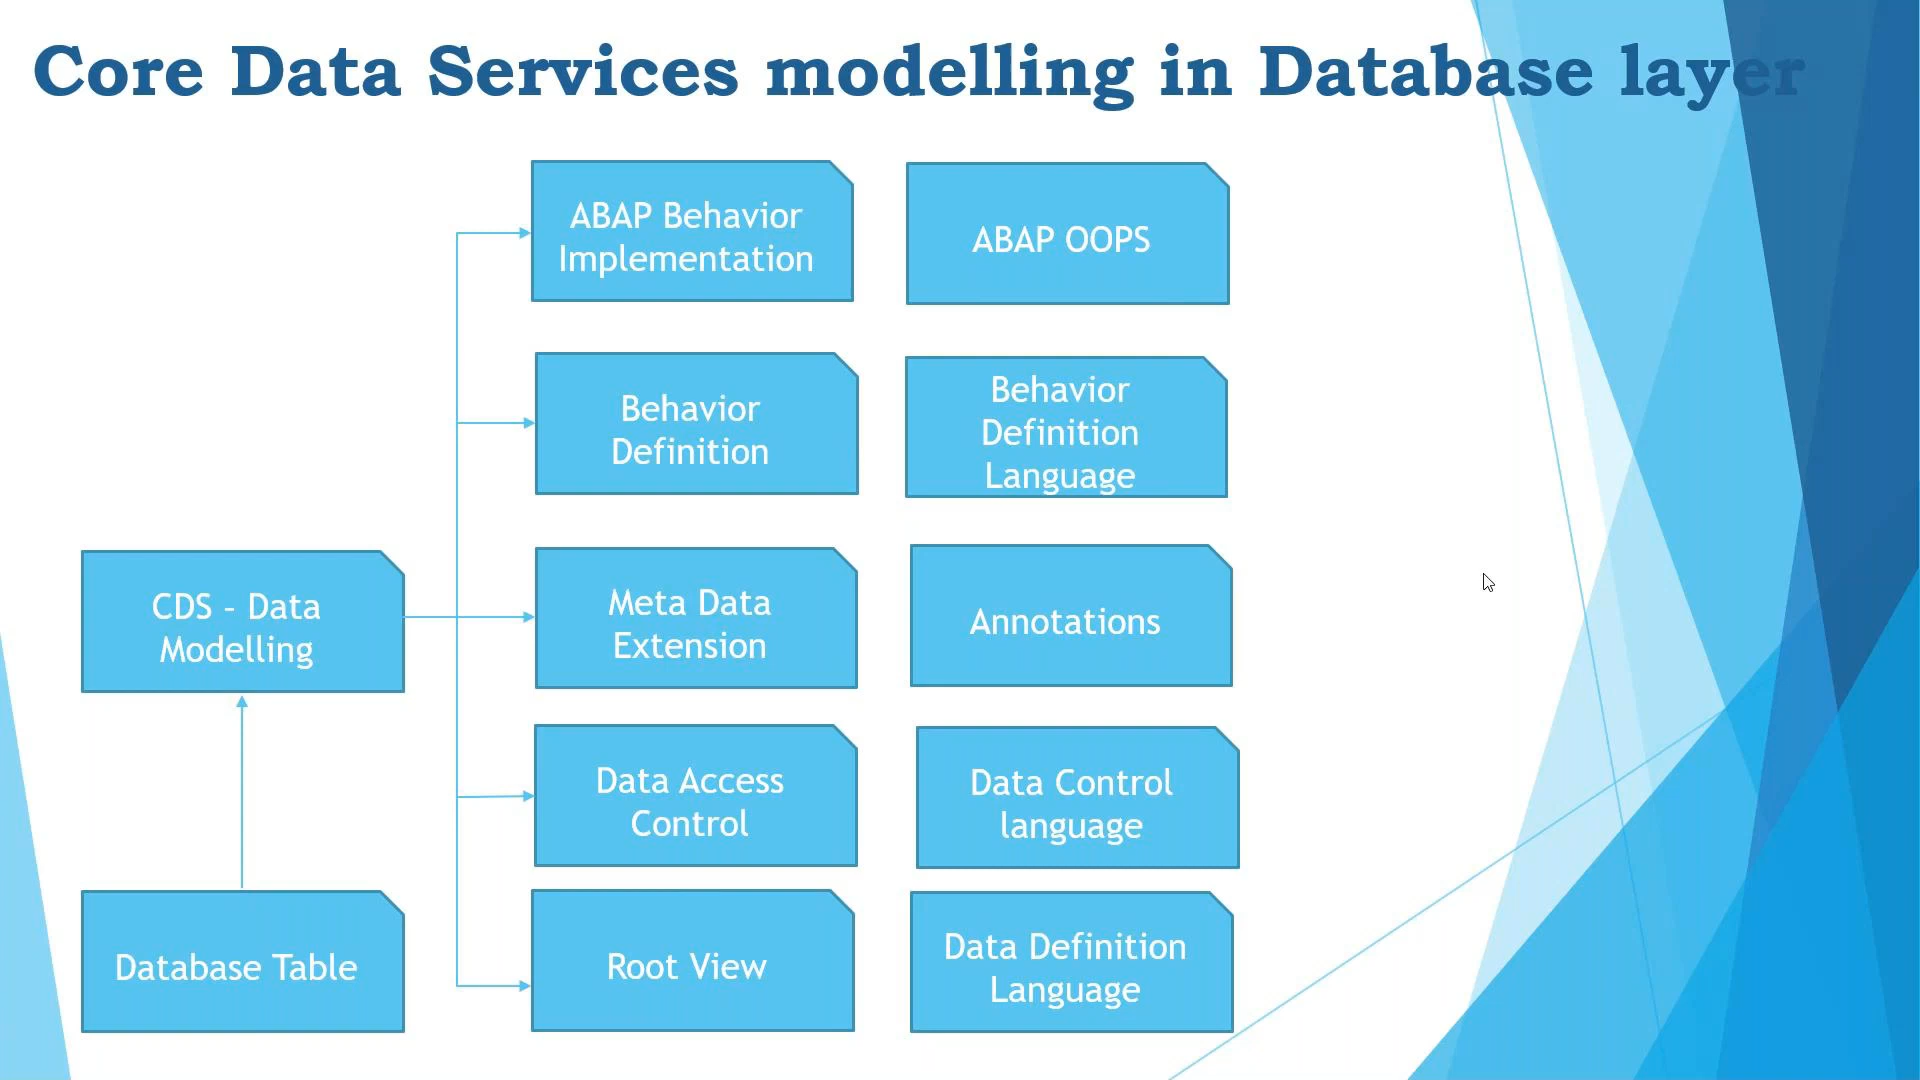 Core Data Services modelling in Database layer
ABAP Behavior
Implementation
ABAP OOPS
Behavior
Definition
Behavior
Definition
Language
CDS – Data
Modelling
Meta Data
Extension
Annotations
Data Access
Control
Data Control
language
Database Table
Root View
Data Definition
Language